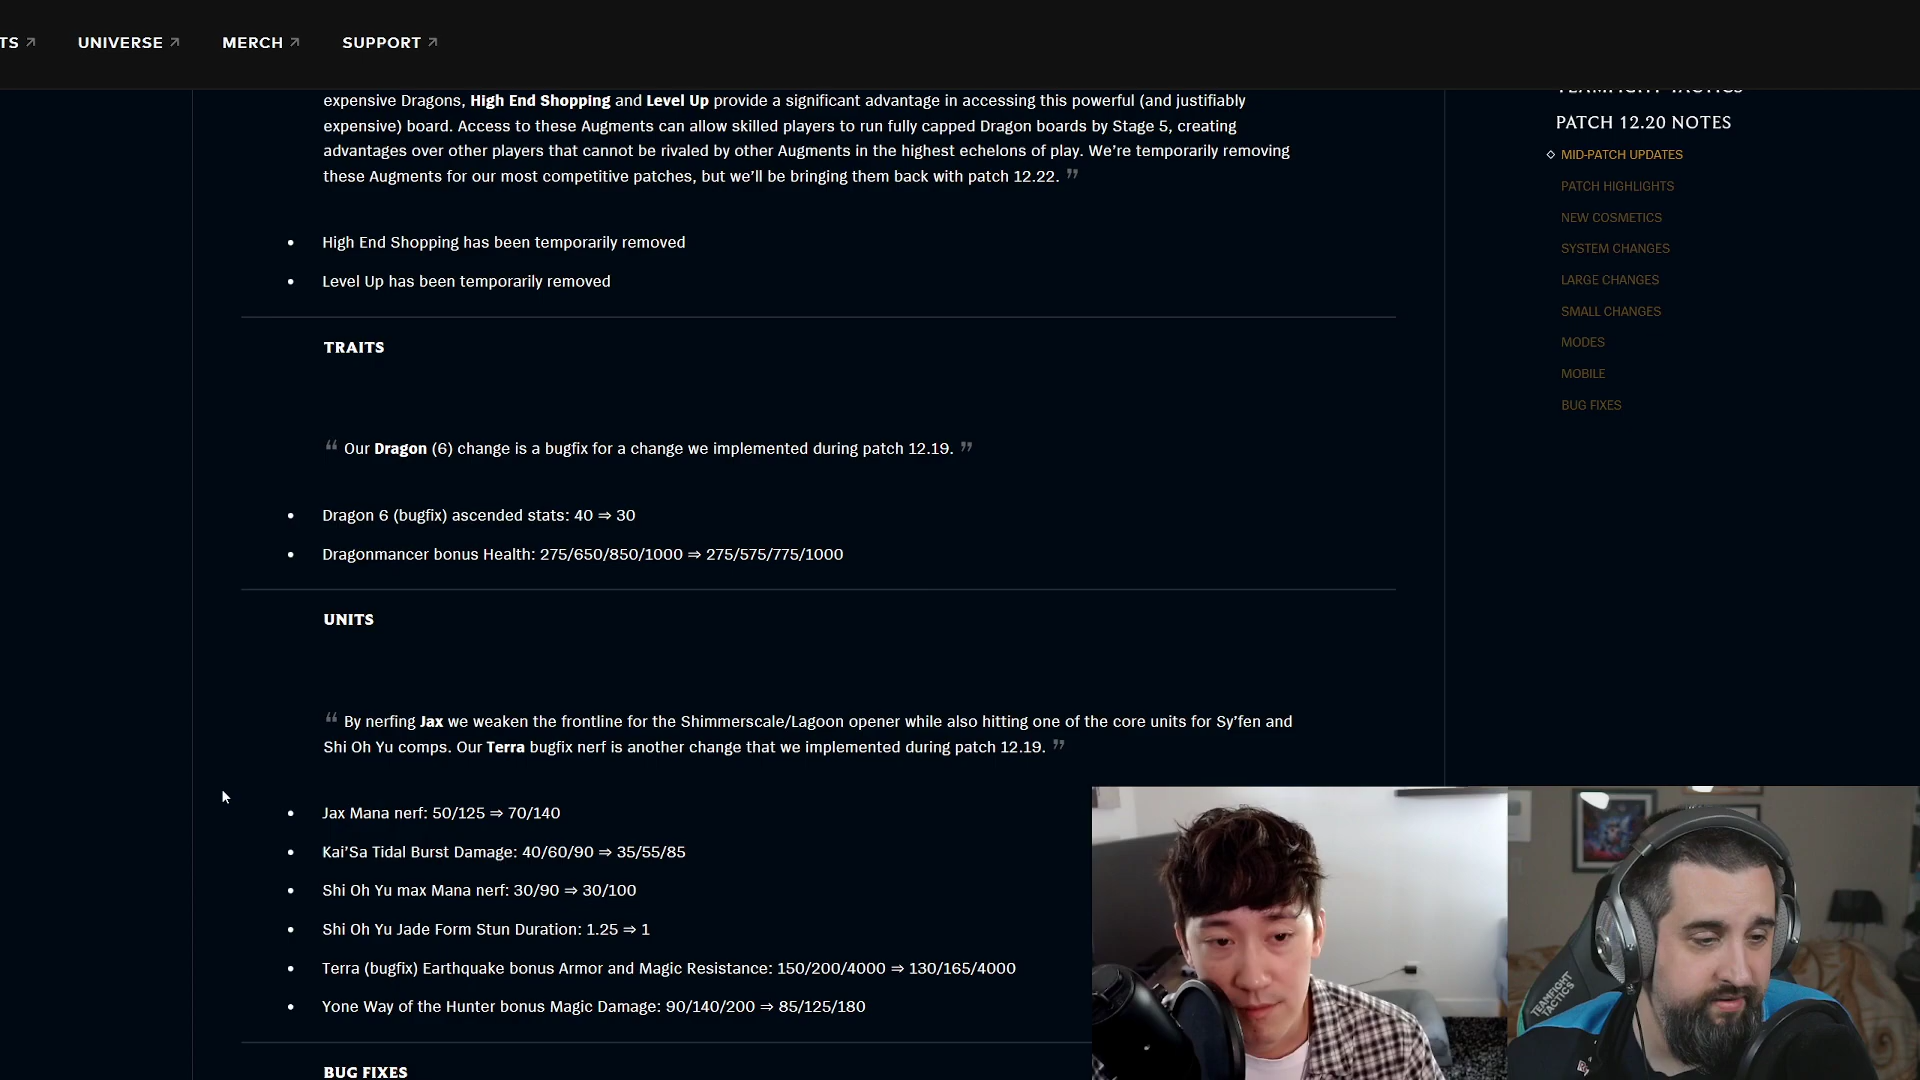 TS UNIVERSE MERCH SUPPORT
expensive Dragons, High End Shopping and Level Up provide a significant advantage in accessing this powerful (and justifiably
expensive) board. Access to these Augments can allow skilled players to run fully capped Dragon boards by Stage 5, creating
advantages over other players that cannot be rivaled by other Augments in the highest echelons of play. We’re temporarily removing
these Augments for our most competitive patches, but we’ll be bringing them back with patch 12.22. ”
• High End Shopping has been temporarily removed
• Level Up has been temporarily removed
TRAITS
“ Our Dragon (6) change is a bugfix for a change we implemented during patch 12.19. ”
• Dragon 6 (bugfix) ascended stats: 40 ⇒ 30
• Dragonmancer bonus Health: 275/650/850/1000 ⇒ 275/575/775/1000
UNITS
“ By nerfing Jax we weaken the frontline for the Shimmerscale/Lagoon opener while also hitting one of the core units for Sy’fen and
Shi Oh Yu comps. Our Terra bugfix nerf is another change that we implemented during patch 12.19. ”
• Jax Mana nerf: 50/125 ⇒ 70/140
• Kai’Sa Tidal Burst Damage: 40/60/90 ⇒ 35/55/85
• Shi Oh Yu max Mana nerf: 30/90 ⇒ 30/100
• Shi Oh Yu Jade Form Stun Duration: 1.25 ⇒ 1
• Terra (bugfix) Earthquake bonus Armor and Magic Resistance: 150/200/4000 ⇒ 130/165/4000
• Yone Way of the Hunter bonus Magic Damage: 90/140/200 ⇒ 85/125/180
BUG FIXES
TEAMFIGHT TACTICS
PATCH 12.20 NOTES
MID-PATCH UPDATES
PATCH HIGHLIGHTS
NEW COSMETICS
SYSTEM CHANGES
LARGE CHANGES
SMALL CHANGES
MODES
MOBILE
BUG FIXES
TEAMFIGHT
TACTICS